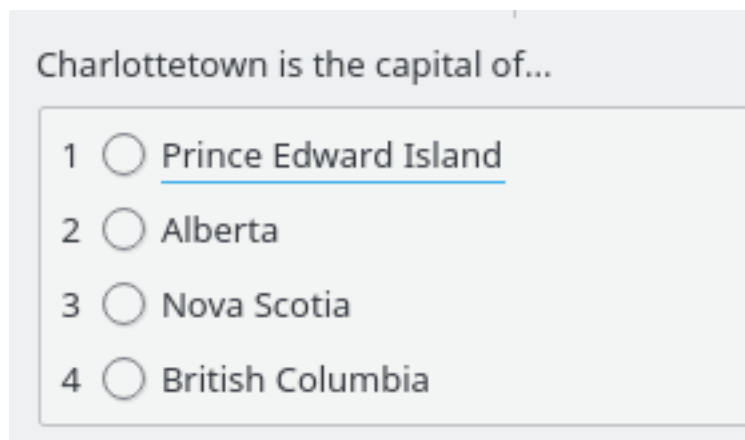 Charlottetown is the capital of...
1 Prince Edward Island
2 Alberta
3 Nova Scotia
4 British Columbia